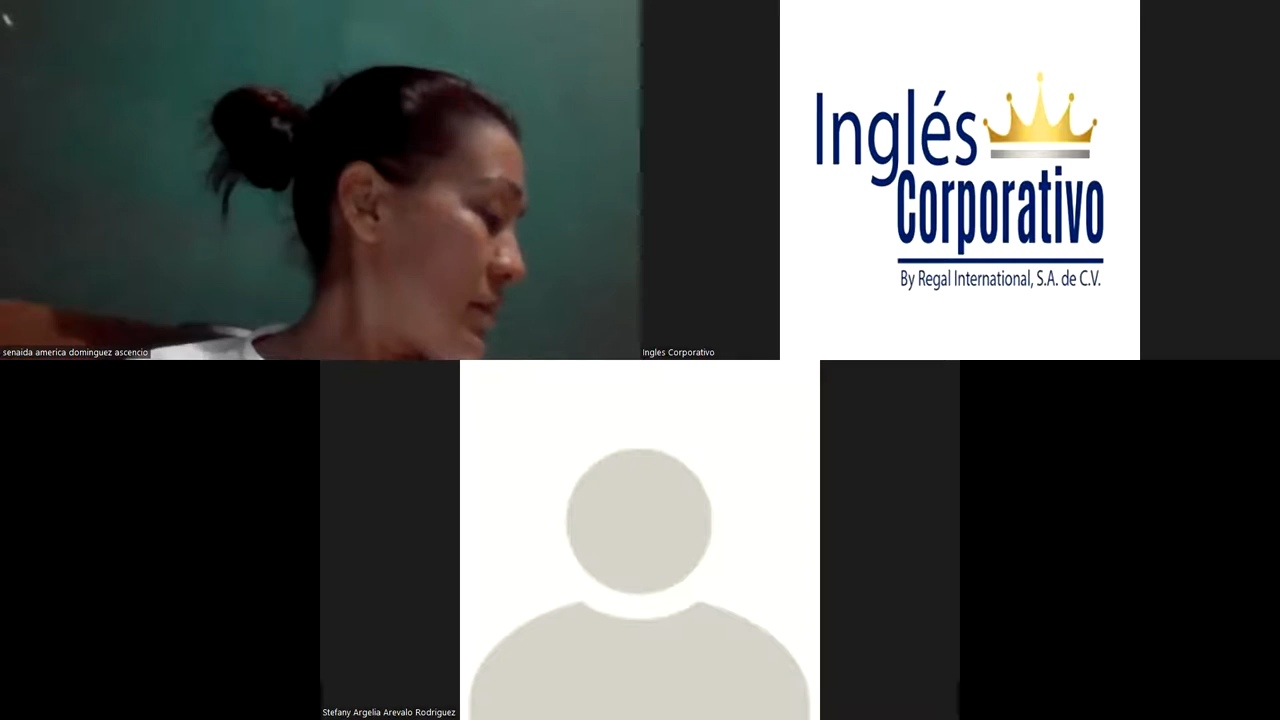 Inglés
Corporativo
By Regal International, S.A. de C.V.
senaida america dominguez ascencio
Ingles Corporativo
Stefany Argelia Arevalo Rodriguez